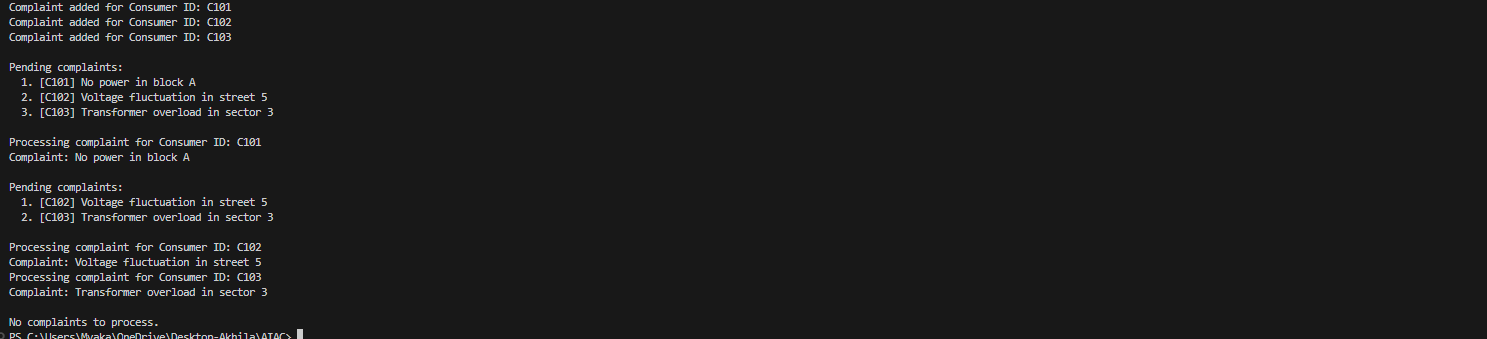 Complaint added for Consumer ID: C101
Complaint added for Consumer ID: C102
Complaint added for Consumer ID: C103
Pending complaints:
1. [C101] No power in block A
2. [C102] Voltage fluctuation in street 5
3. [C103] Transformer overload in sector 3
Processing complaint for Consumer ID: C101
Complaint: No power in block A
Pending complaints:
1. [C102] Voltage fluctuation in street 5
2. [C103] Transformer overload in sector 3
Processing complaint for Consumer ID: C102
Complaint: Voltage fluctuation in street 5
Processing complaint for Consumer ID: C103
Complaint: Transformer overload in sector 3
No complaints to process.
PS C:\Users\Myaka\OneDrive\Desktop-Akhila\AIAC>